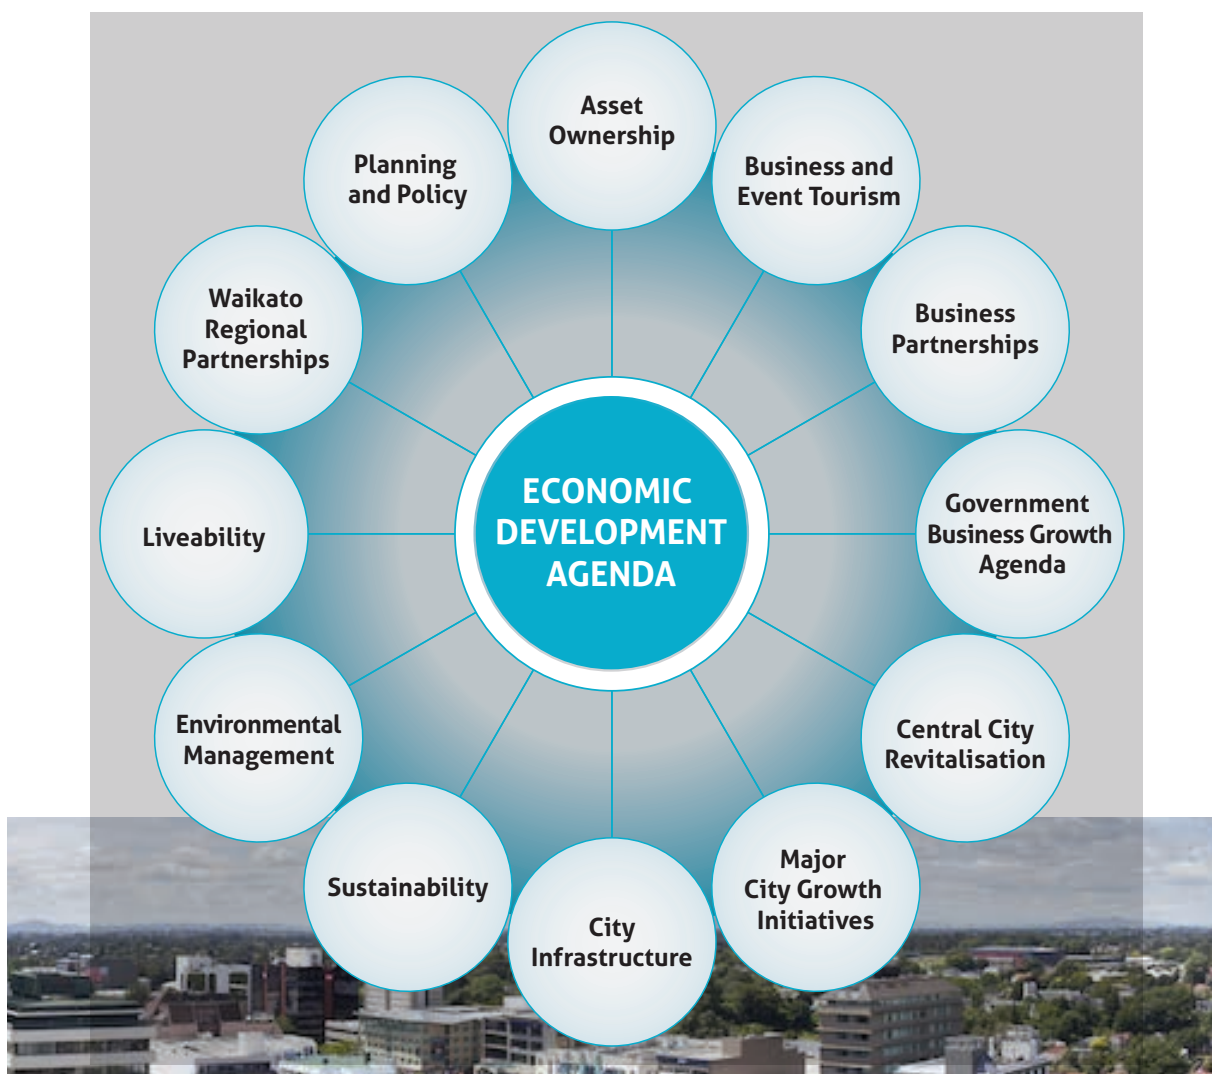 Asset
Ownership
Business and
Event Tourism
Business
Partnerships
Government
Business Growth
Agenda
Central City
Revitalisation
Major
City Growth
Initiatives
City
Infrastructure
Sustainability
Environmental
Management
Liveability
Waikato
Regional
Partnerships
Planning
and Policy
ECONOMIC
DEVELOPMENT
AGENDA